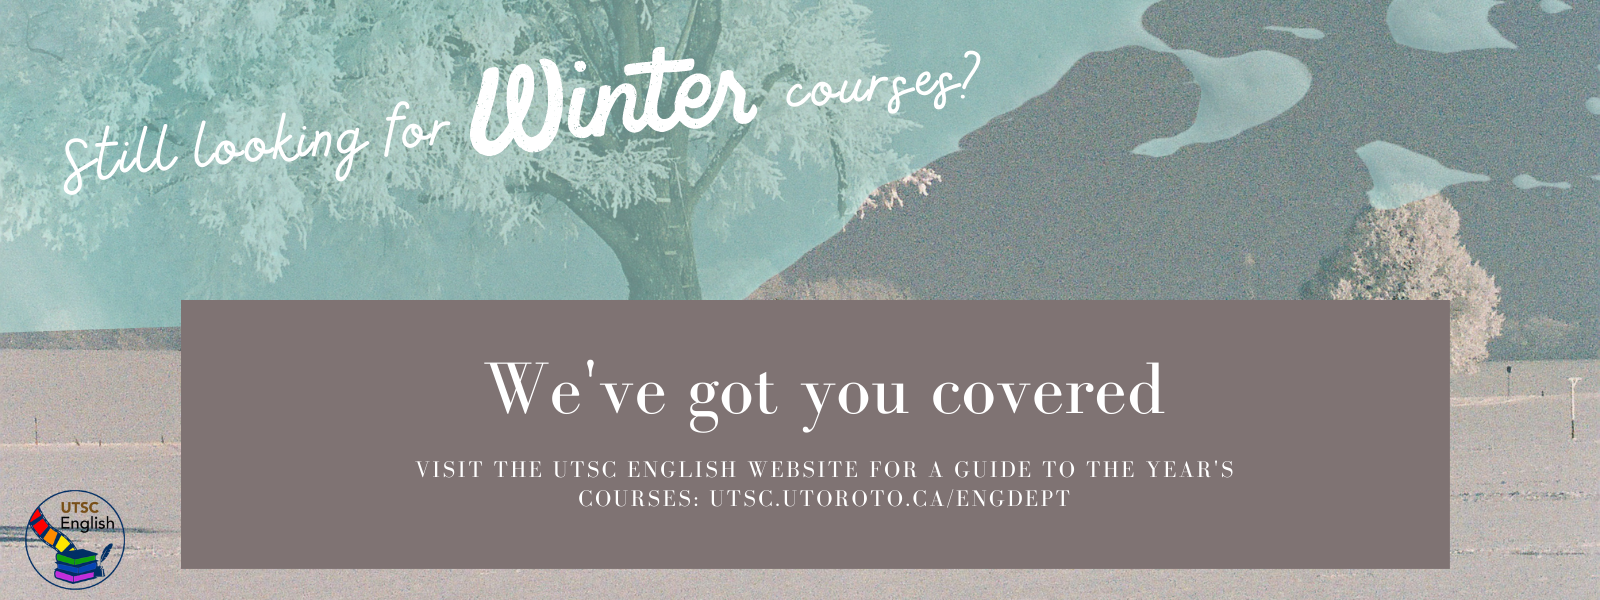 Still looking for Winter courses?
We've got you covered
VISIT THE UTSC ENGLISH WEBSITE FOR A GUIDE TO THE YEAR'S
COURSES: UTSC.UTOROTO.CA/ENGDEPT
UTSC
English